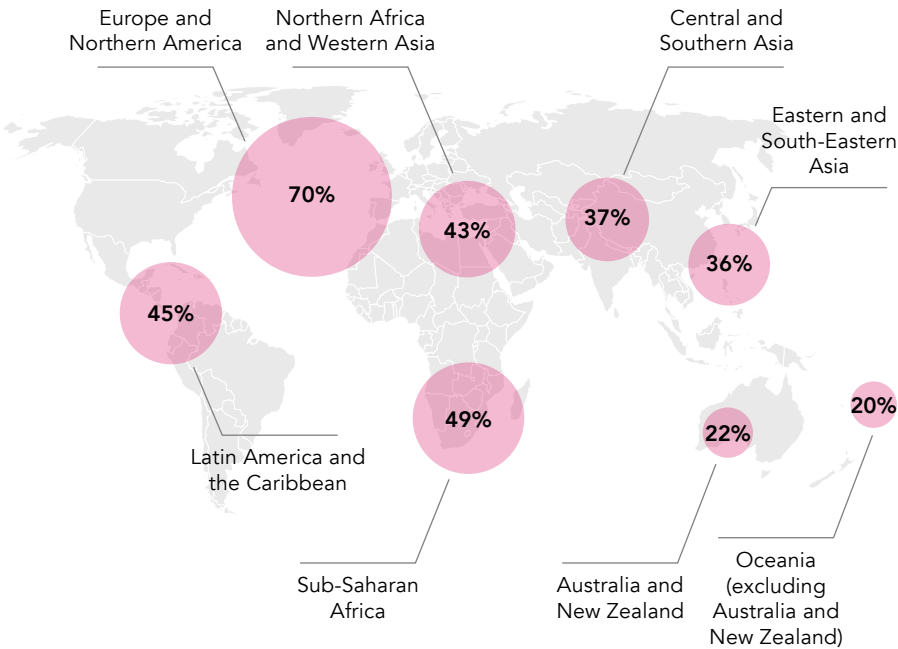 Europe and
Northern America
Northern Africa
and Western Asia
Central and
Southern Asia
Eastern and
South-Eastern
Asia
70%
43%
37%
36%
45%
49%
22%
20%
Latin America and
the Caribbean
Sub-Saharan
Africa
Australia and
New Zealand
Oceania
(excluding
Australia and
New Zealand)